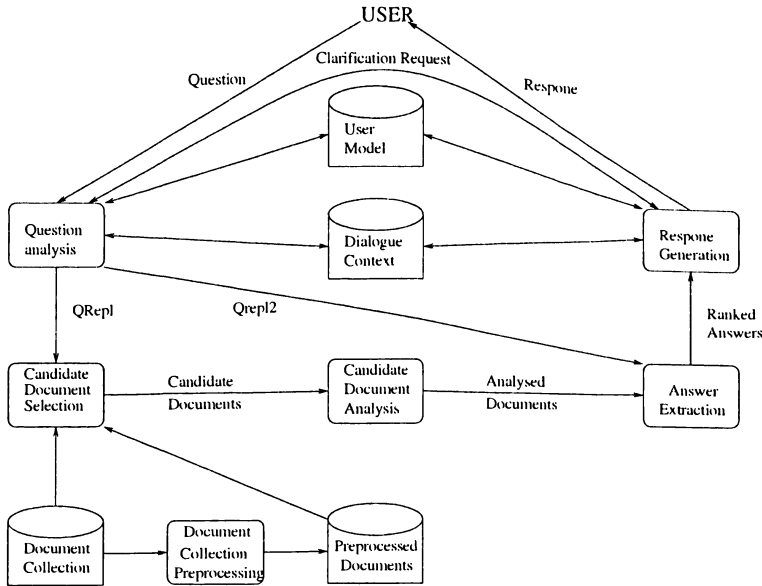 USER
Clarification Request
Question
Respone
User
Model
Question
analysis
Dialogue
Context
Respone
Generation
QRepl
Qrepl2
Ranked
Answers
Candidate
Document
Selection
Candidate
Documents
Candidate
Document
Analysis
Analysed
Documents
Answer
Extraction
Document
Collection
Document
Collection
Preprocessing
Preprocessed
Documents